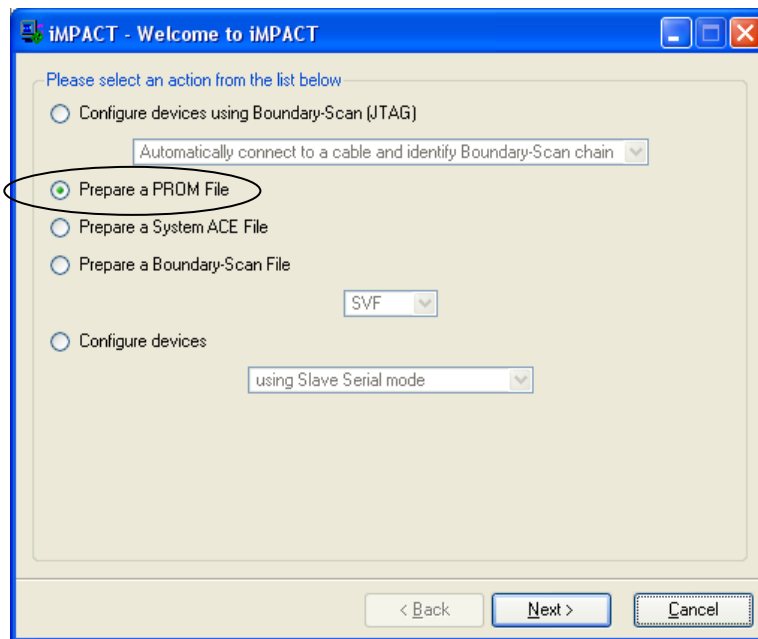 iMPACT - Welcome to iMPACT
Please select an action from the list below
Configure devices using Boundary-Scan (JTAG)
Automatically connect to a cable and identify Boundary-Scan chain
Prepare a PROM File
Prepare a System ACE File
Prepare a Boundary-Scan File
SVF
Configure devices
using Slave Serial mode
< Back Next > Cancel